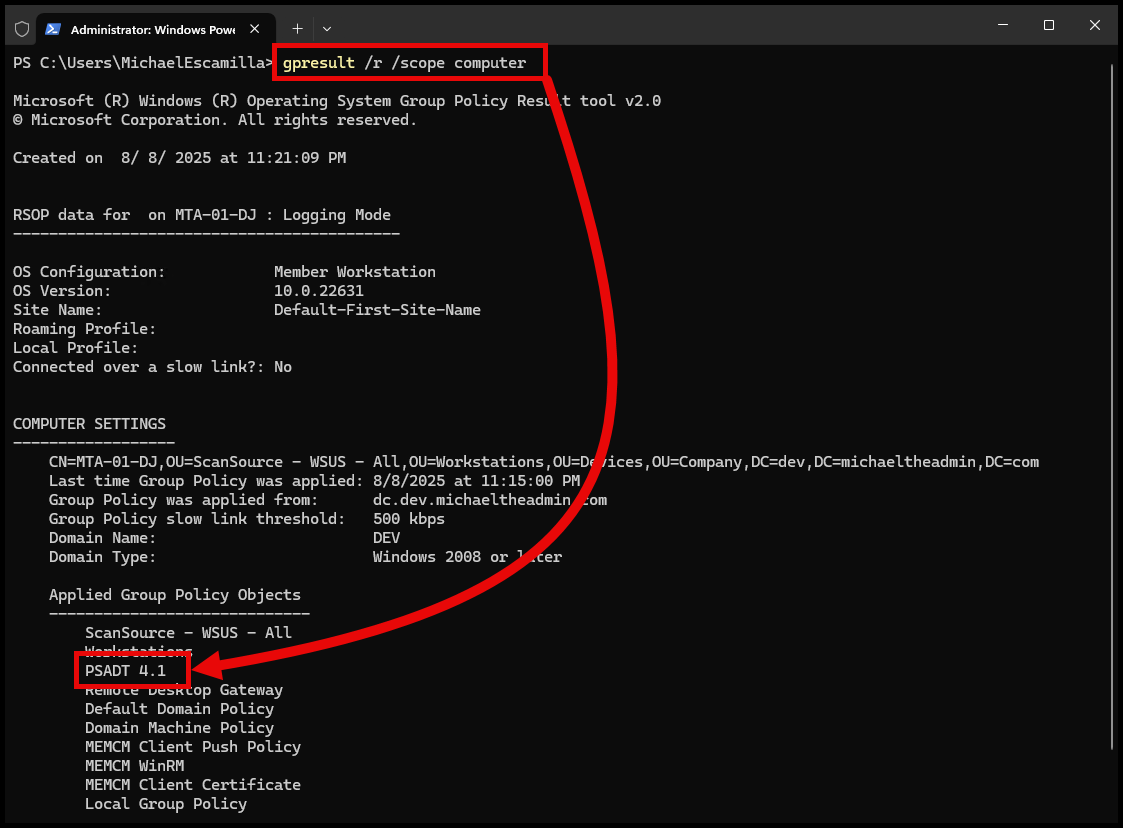 Administrator: Windows Powe
PS C:\Users\MichaelEscamilla> gpresult /r /scope computer
Microsoft (R) Windows (R) Operating System Group Policy Result tool v2.0
© Microsoft Corporation. All rights reserved.
Created on  8/ 8/ 2025 at 11:21:09 PM
RSOP data for  on MTA-01-DJ : Logging Mode
-------------------------------------------
OS Configuration:            Member Workstation
OS Version:                  10.0.22631
Site Name:                   Default-First-Site-Name
Roaming Profile:
Local Profile:
Connected over a slow link?: No
COMPUTER SETTINGS
------------------
CN=MTA-01-DJ,OU=ScanSource - WSUS - All,OU=Workstations,OU=Devices,OU=Company,DC=dev,DC=michaeltheadmin,DC=com
Last time Group Policy was applied: 8/8/2025 at 11:15:00 PM
Group Policy was applied from:      dc.dev.michaeltheadmin.com
Group Policy slow link threshold:   500 kbps
Domain Name:                        DEV
Domain Type:                        Windows 2008 or later
Applied Group Policy Objects
-----------------------------
ScanSource - WSUS - All
Workstations
PSADT 4.1
Remote Desktop Gateway
Default Domain Policy
Domain Machine Policy
MEMCM Client Push Policy
MEMCM WinRM
MEMCM Client Certificate
Local Group Policy